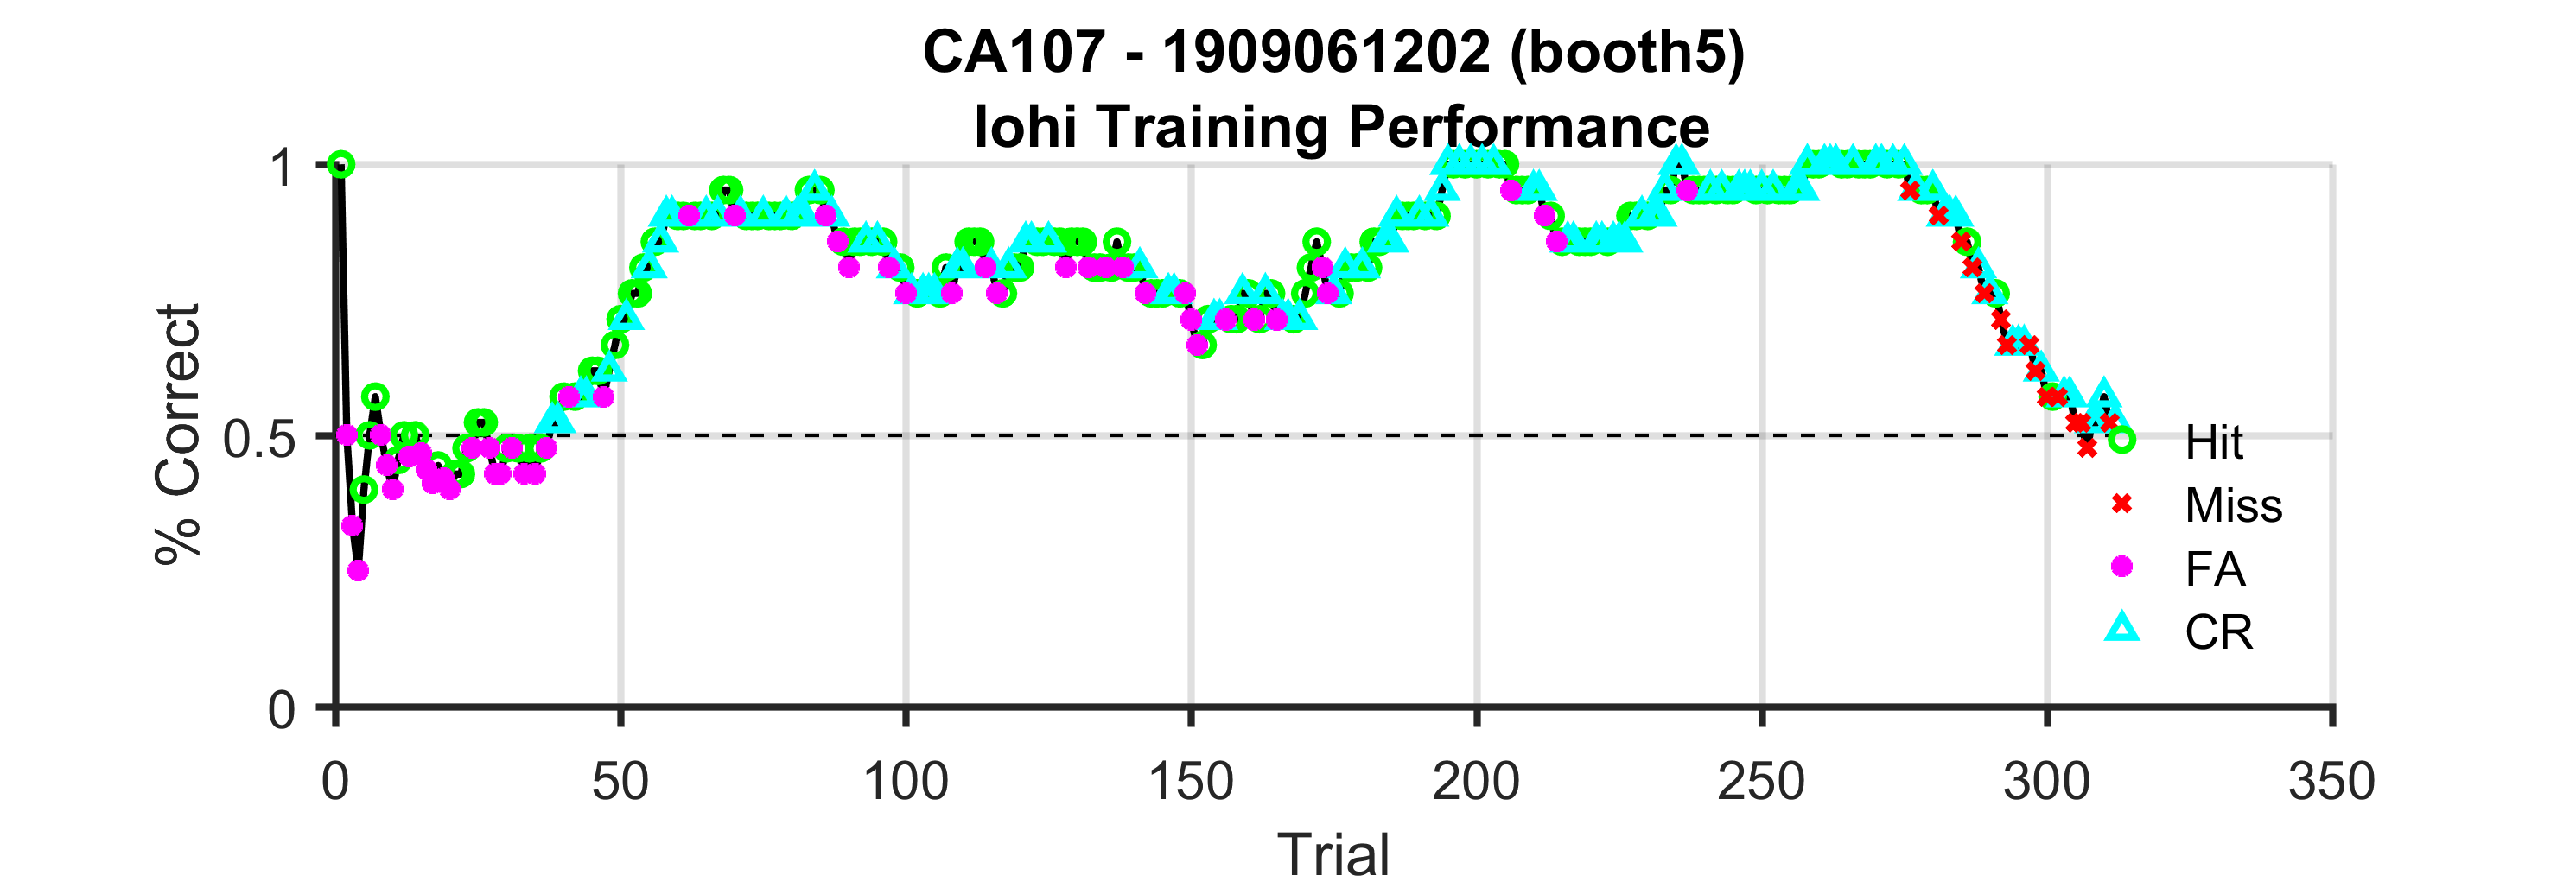 CA107 - 1909061202 (booth5)
lohi Training Performance
% Correct
1
0.5
0
Hit
Miss
FA
CR
0 50 100 150 200 250 300 350
Trial